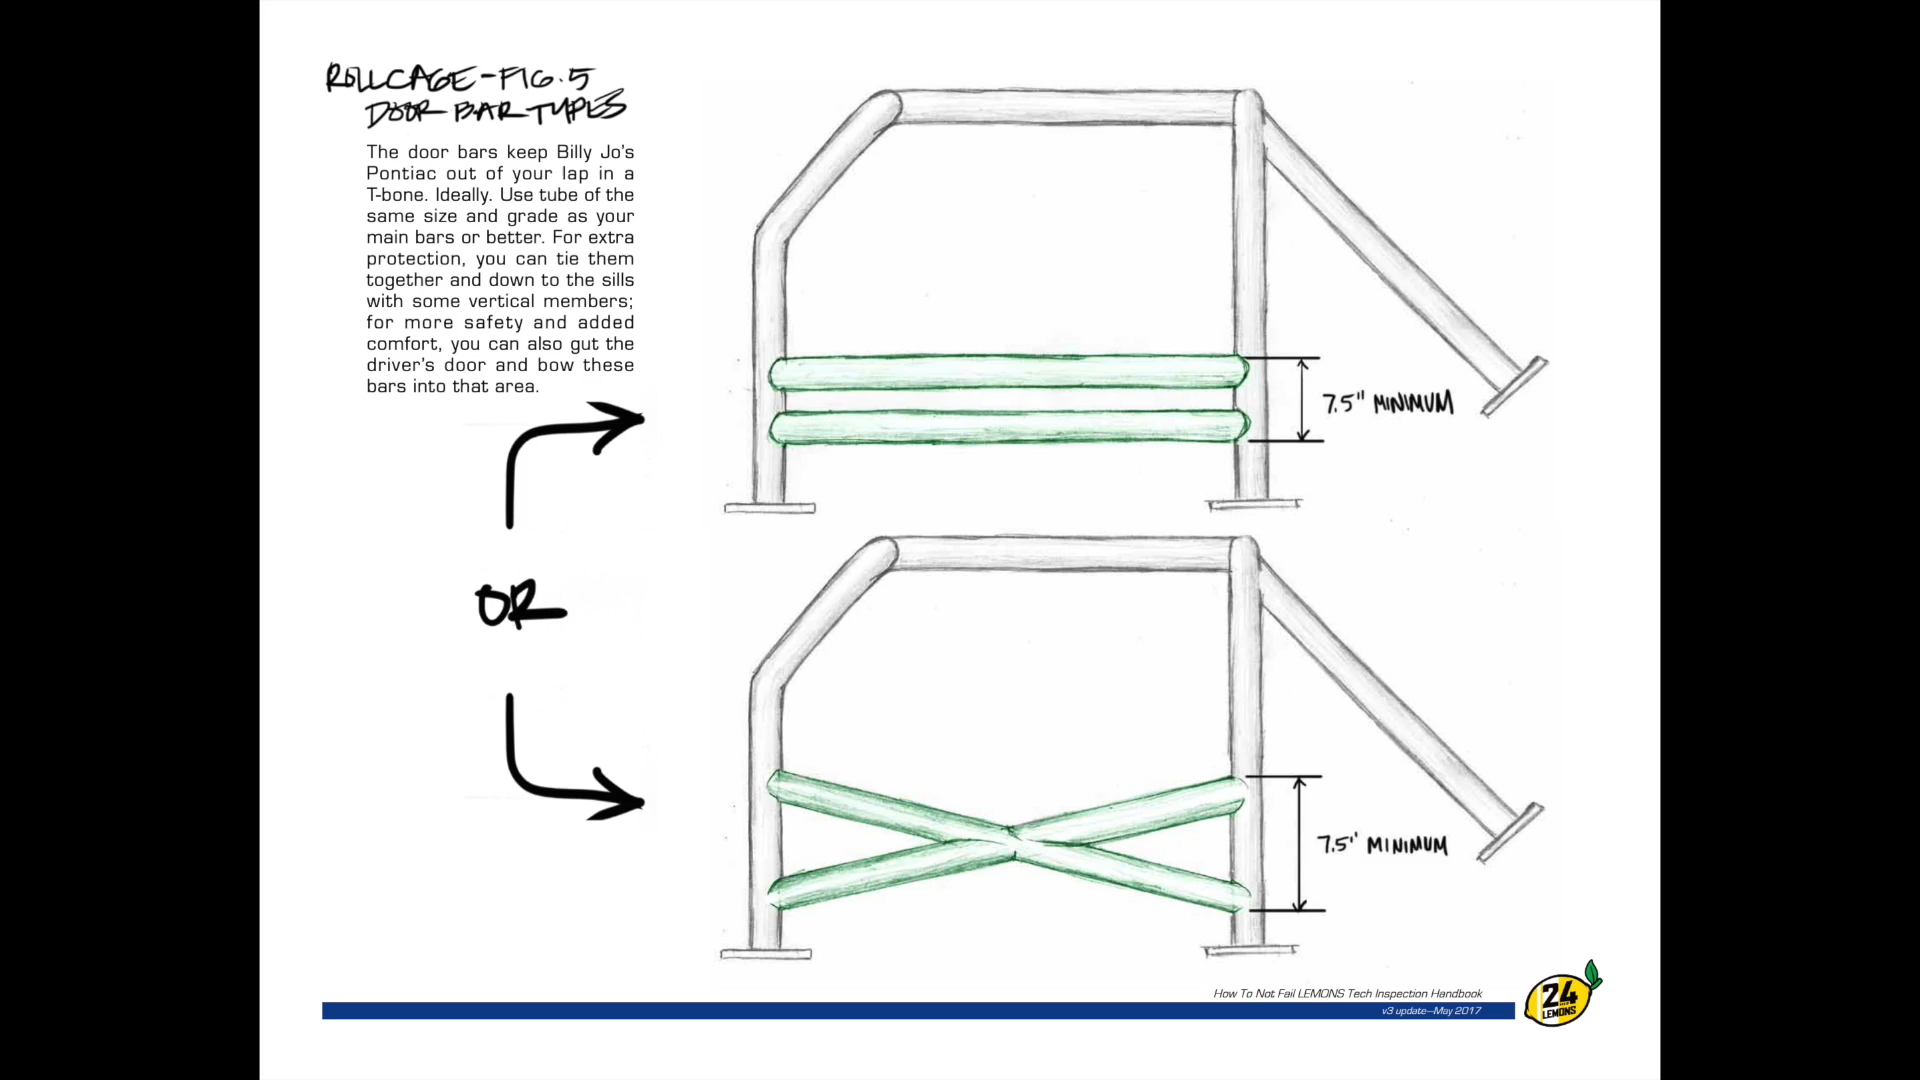 ROLLCAGE-FIG.5
DOOR BAR TYPES
The door bars keep Billy Jo's
Pontiac out of your lap in a
T-bone. Ideally. Use tube of the
same size and grade as your
main bars or better. For extra
protection, you can tie them
together and down to the sills
with some vertical members;
for more safety and added
comfort, you can also gut the
driver's door and bow these
bars into that area.
7.5" MINIMUM
OR
7.5" MINIMUM
How To Not Fail LEMONS Tech Inspection Handbook
v3 update—May 2017
24
LEMONS